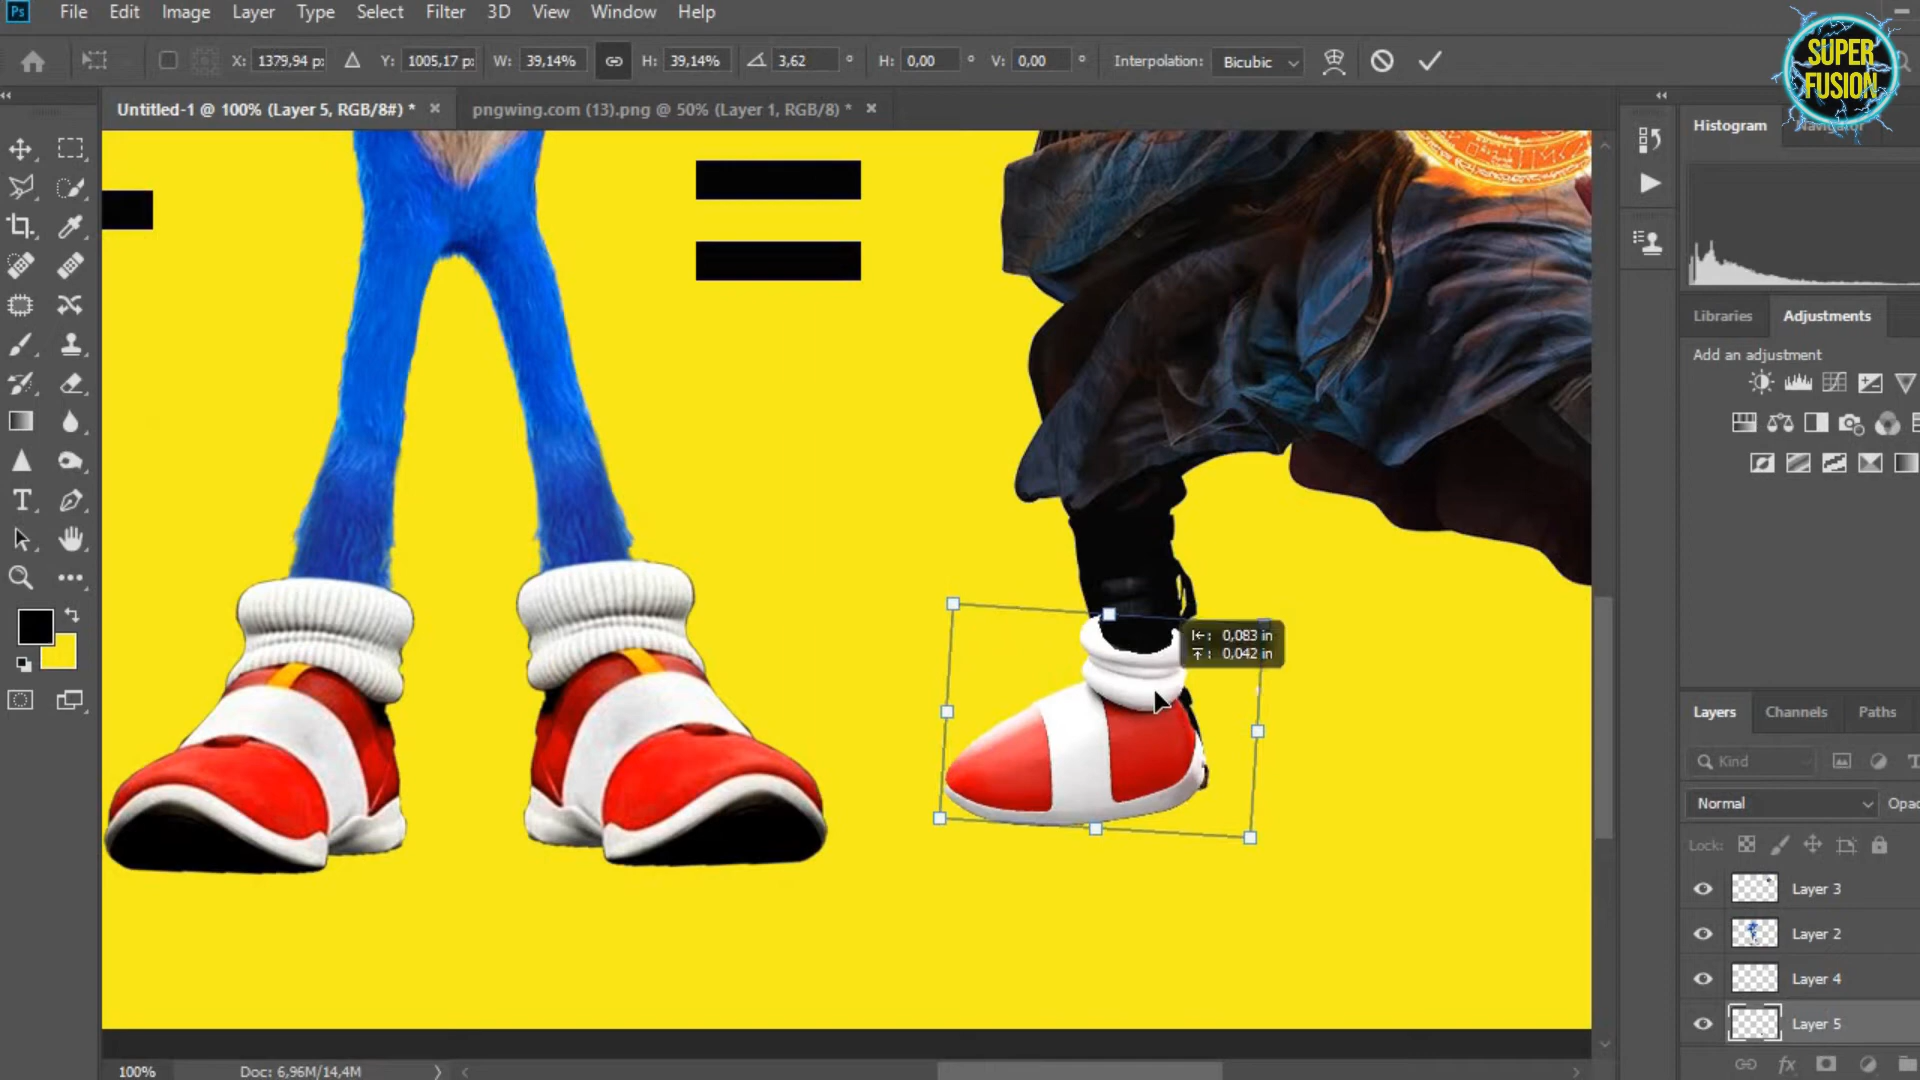 Ps File Edit Image Layer Type Select Filter 3D View Window Help
X: 1379,94 p: Y: 1005,17 p: W: 39,14% H: 39,14% 3,62 ° H: 0,00 ° V: 0,00 ° Interpolation: Bicubic
SUPER
FUSION
Untitled-1 @ 100% (Layer 5, RGB/8#) *
pngwing.com (13).png @ 50% (Layer 1, RGB/8) *
Histogram Navigator
Libraries Adjustments
Add an adjustment
0,083 in
0,042 in
Layers Channels Paths
Kind
Normal Opac
Lock:
Layer 3
Layer 2
Layer 4
Layer 5
fx
100% Doc: 6,96M/14,4M